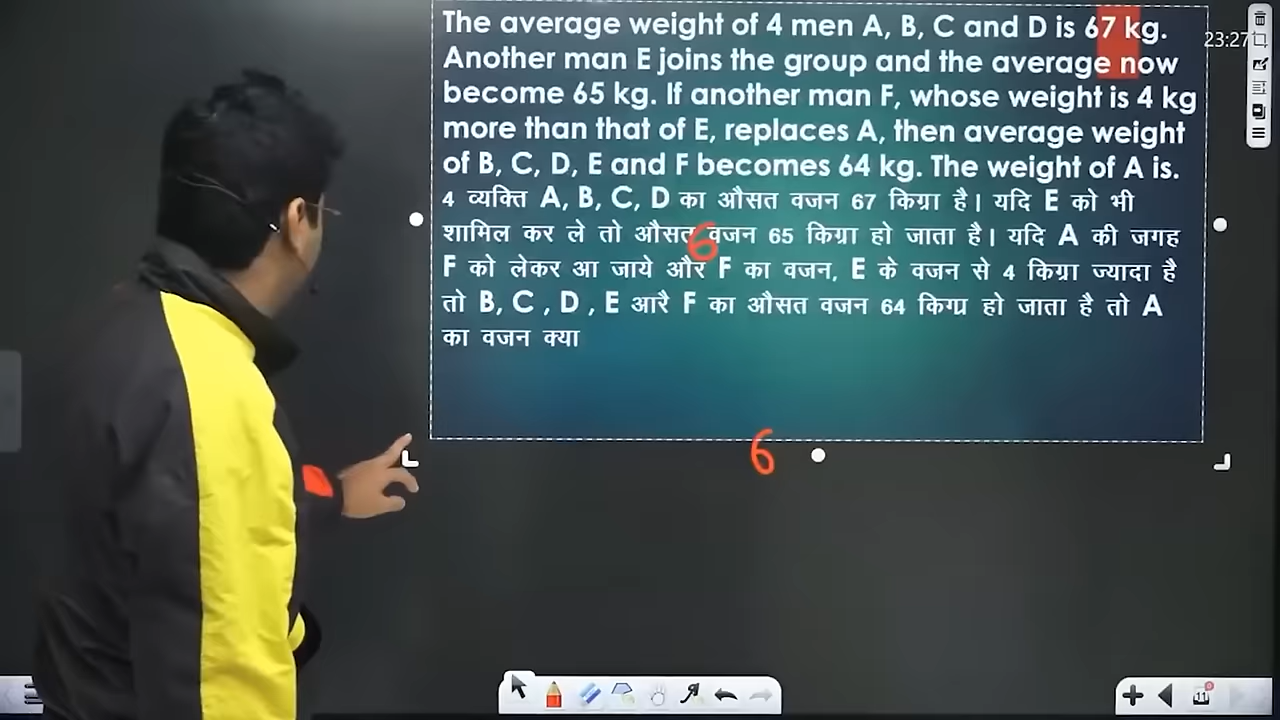 The average weight of 4 men A, B, C and D is 67 kg.
23:27
Another man E joins the group and the average now
become 65 kg. If another man F, whose weight is 4 kg
more than that of E, replaces A, then average weight
of B, C, D, E and F becomes 64 kg. The weight of A is.
4 व्यक्ति A, B, C, D का औसत वजन 67 किग्रा है। यदि E को भी
शामिल कर ले तो औसत वजन 65 किग्रा हो जाता है। यदि A की जगह
6
F को लेकर आ जाये और F का वजन, E के वजन से 4 किग्रा ज्यादा है
तो B, C , D , E आरै F का औसत वजन 64 किग्र हो जाता है तो A
का वजन क्या
6
11